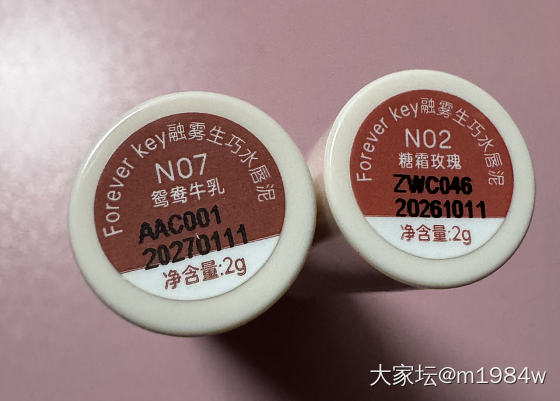 Forever key融雾生巧水唇泥
N07
鸳鸯牛乳
AAC001
20270111
净含量:2g
Forever key融雾生巧水唇泥
N02
糖霜玫瑰
ZWC046
20261011
净含量:2g
大家坛@m1984w